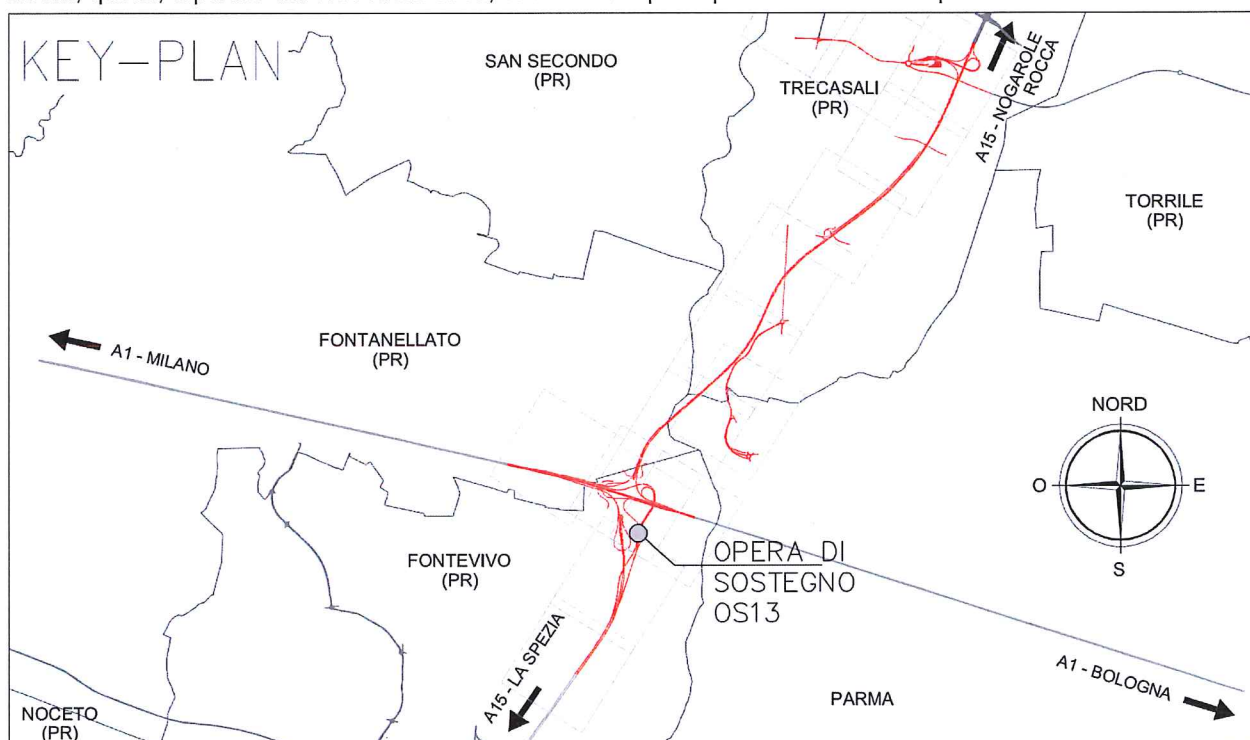 KEY-PLAN
SAN SECONDO
(PR)
TRECASALI
(PR)
A15 - NOGAROLE
ROCCA
TORRILE
(PR)
FONTANELLATO
(PR)
A1 - MILANO
NORD
O
E
S
FONTEVIVO
(PR)
OPERA DI
SOSTEGNO
OS13
A15 - LA SPEZIA
A1 - BOLOGNA
PARMA
NOCETO
(PR)